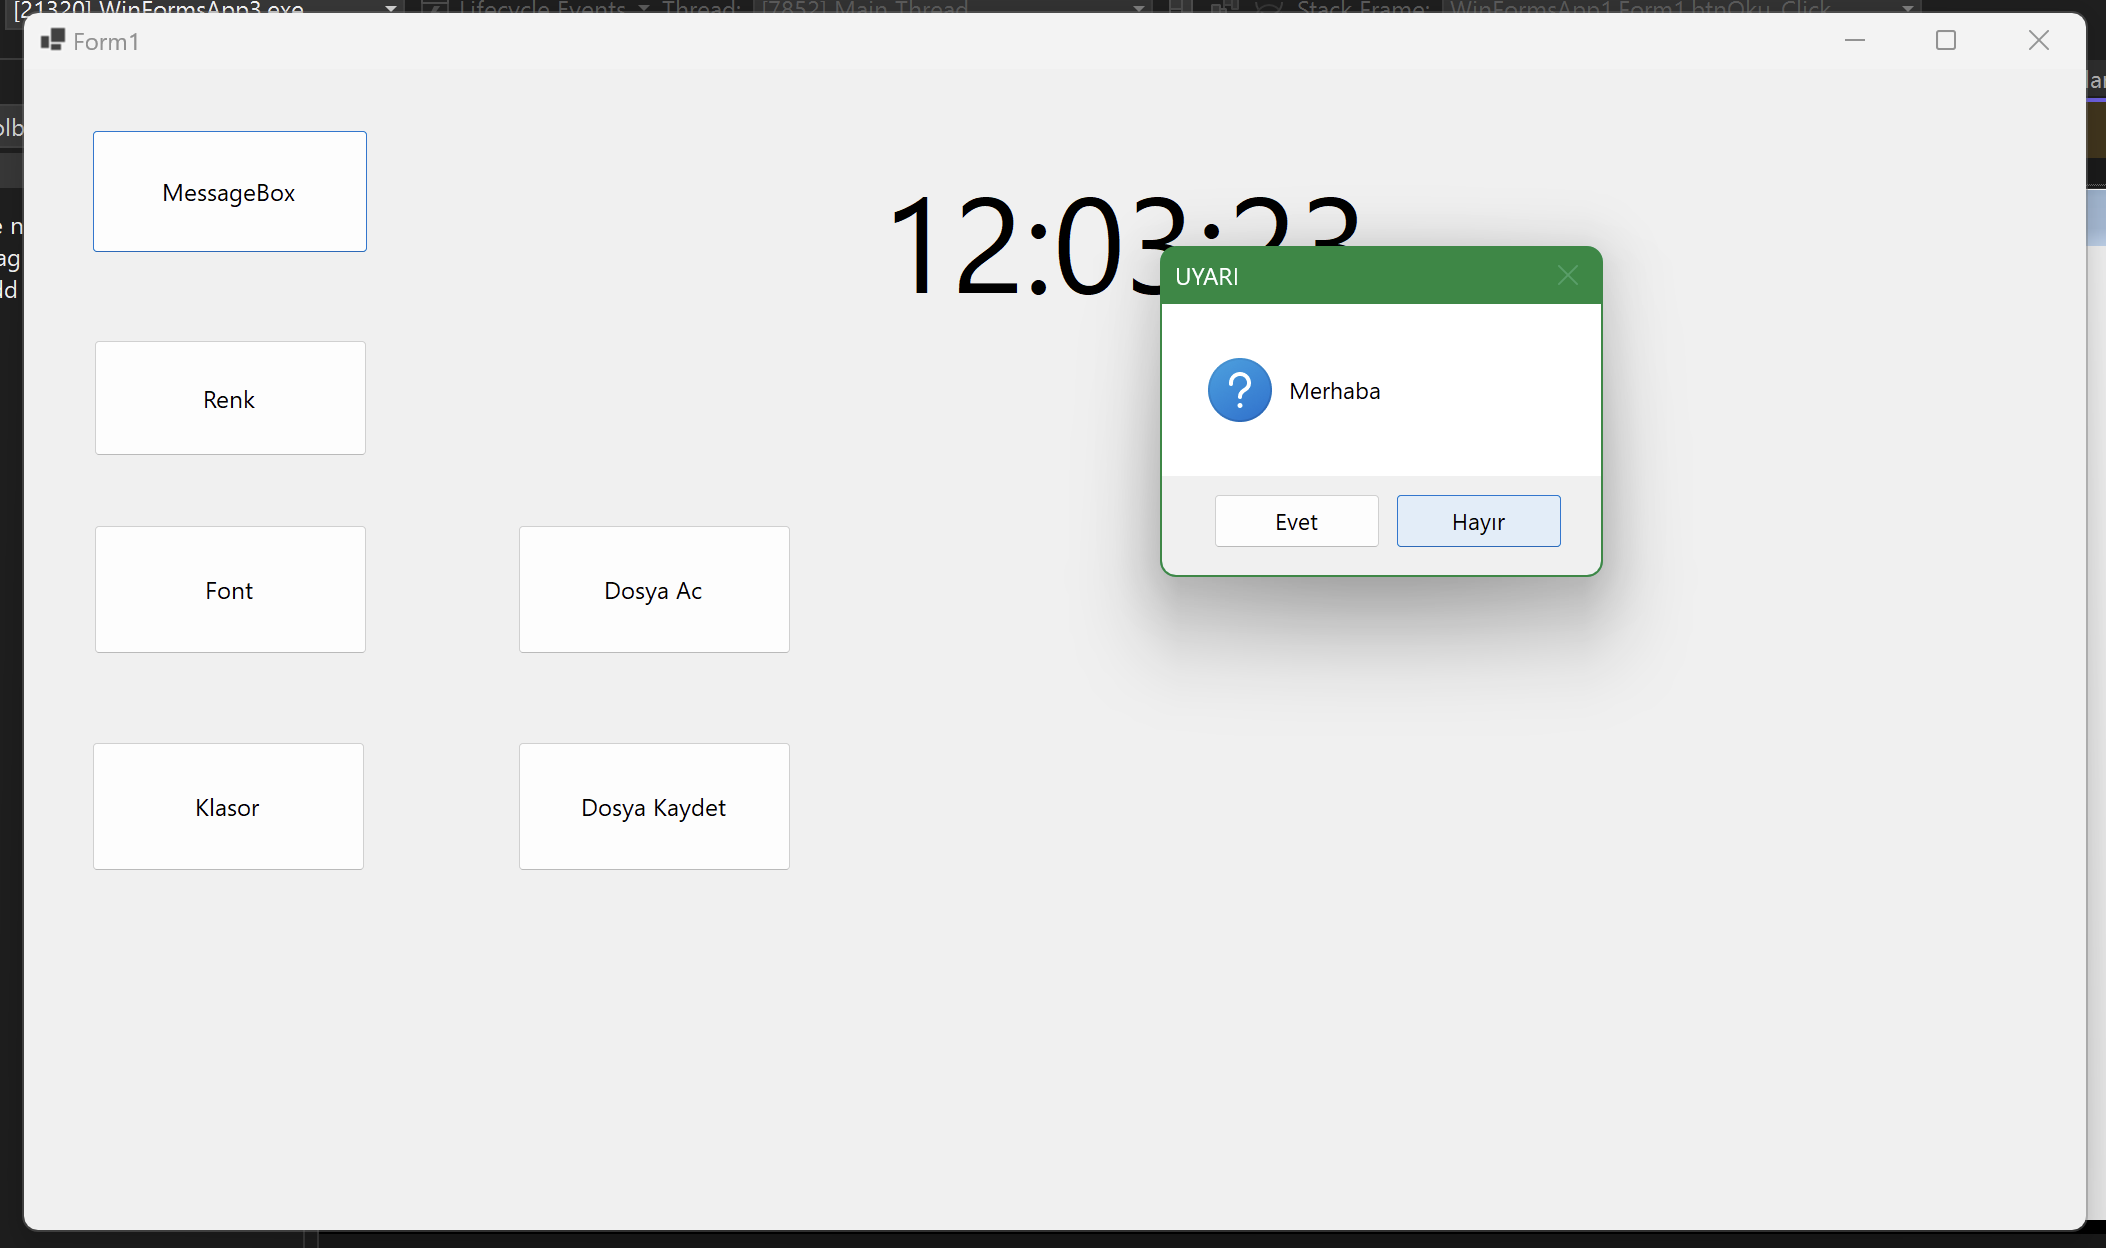 [21320] WinFormsApp3.exe Lifecycle Events Thread: [7852] Main Thread Stack Frame: WinFormsApp1.Form1.btnOku_Click
Form1
MessageBox
12:03:23
UYARI
Merhaba
Evet Hayır
Renk
Font
Dosya Ac
Klasor
Dosya Kaydet